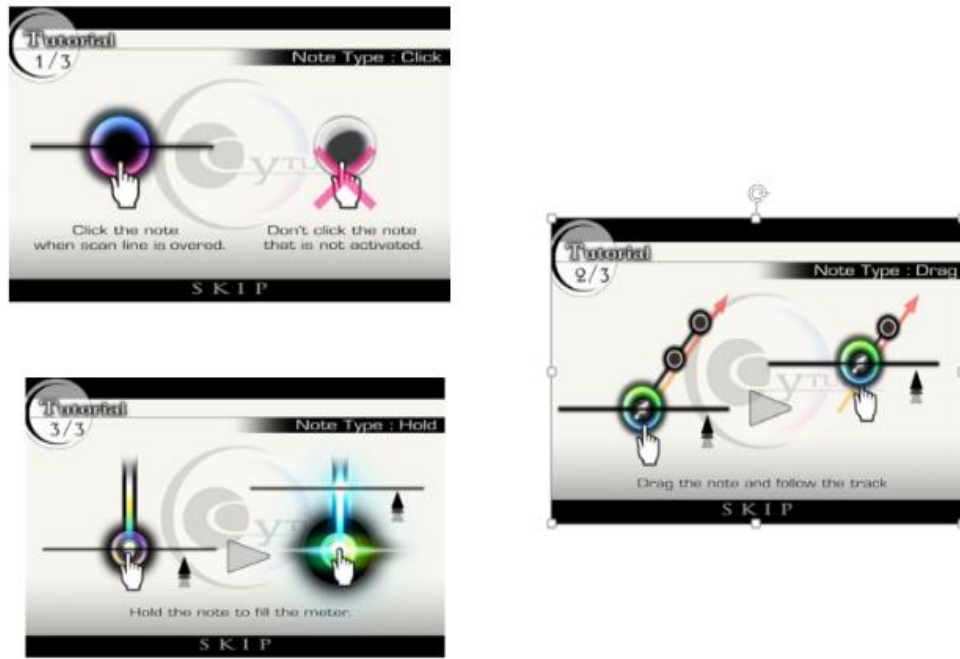 Tutorial
1/3
Note Type : Click
CYTUS
Click the note
when scan line is overed.
Don't click the note
that is not activated.
SKIP
Tutorial
2/3
Note Type : Drag
Drag the note and follow the track
SKIP
Tutorial
3/3
Note Type : Hold
Hold the note to fill the meter.
SKIP